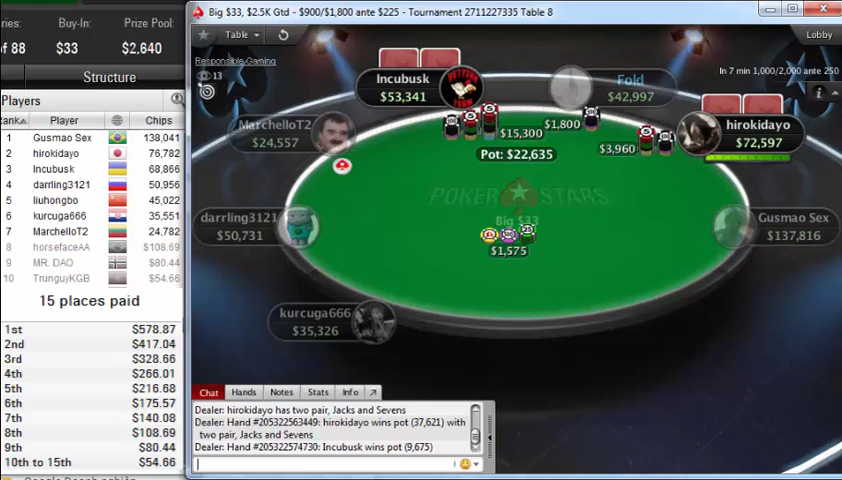 Big $33, $2.5K Gtd - $900/$1,800 ante $225 - Tournament 2711227335 Table 8
Buy-In:
Prize Pool:
of 88
$33
$2,640
Structure
Players
Player
Chips
1 Gusmao Sex 138,041
2 hirokidayo 76,782
3 Incubusk 68,866
4 darrling3121 50,956
5 liuhongbo 45,022
6 kurcuga666 35,551
7 MarchelloT2 24,782
8 horsefaceAA $108.69
9 MR. DAO $80.44
10 TrunguyKGB $54.66
15 places paid
1st $578.87
2nd $417.04
3rd $328.66
4th $266.01
5th $216.68
6th $175.57
7th $140.08
8th $108.69
9th $80.44
10th to 15th $54.66
Table
Lobby
Responsible Gaming
13
In 7 min 1,000/2,000 ante 250
Incubusk
$53,341
Fold
$42,997
MarchelloT2
$24,557
hirokidayo
$72,597
$15,300
$1,800
$3,960
Pot: $22,635
POKERSTARS
Big $33
$1,575
darrling3121
$50,731
Gusmao Sex
$137,816
kurcuga666
$35,326
Chat Hands Notes Stats Info
Dealer: hirokidayo has two pair, Jacks and Sevens
Dealer: Hand #205322563449: hirokidayo wins pot (37,621) with
two pair, Jacks and Sevens
Dealer: Hand #205322574730: Incubusk wins pot (9,675)